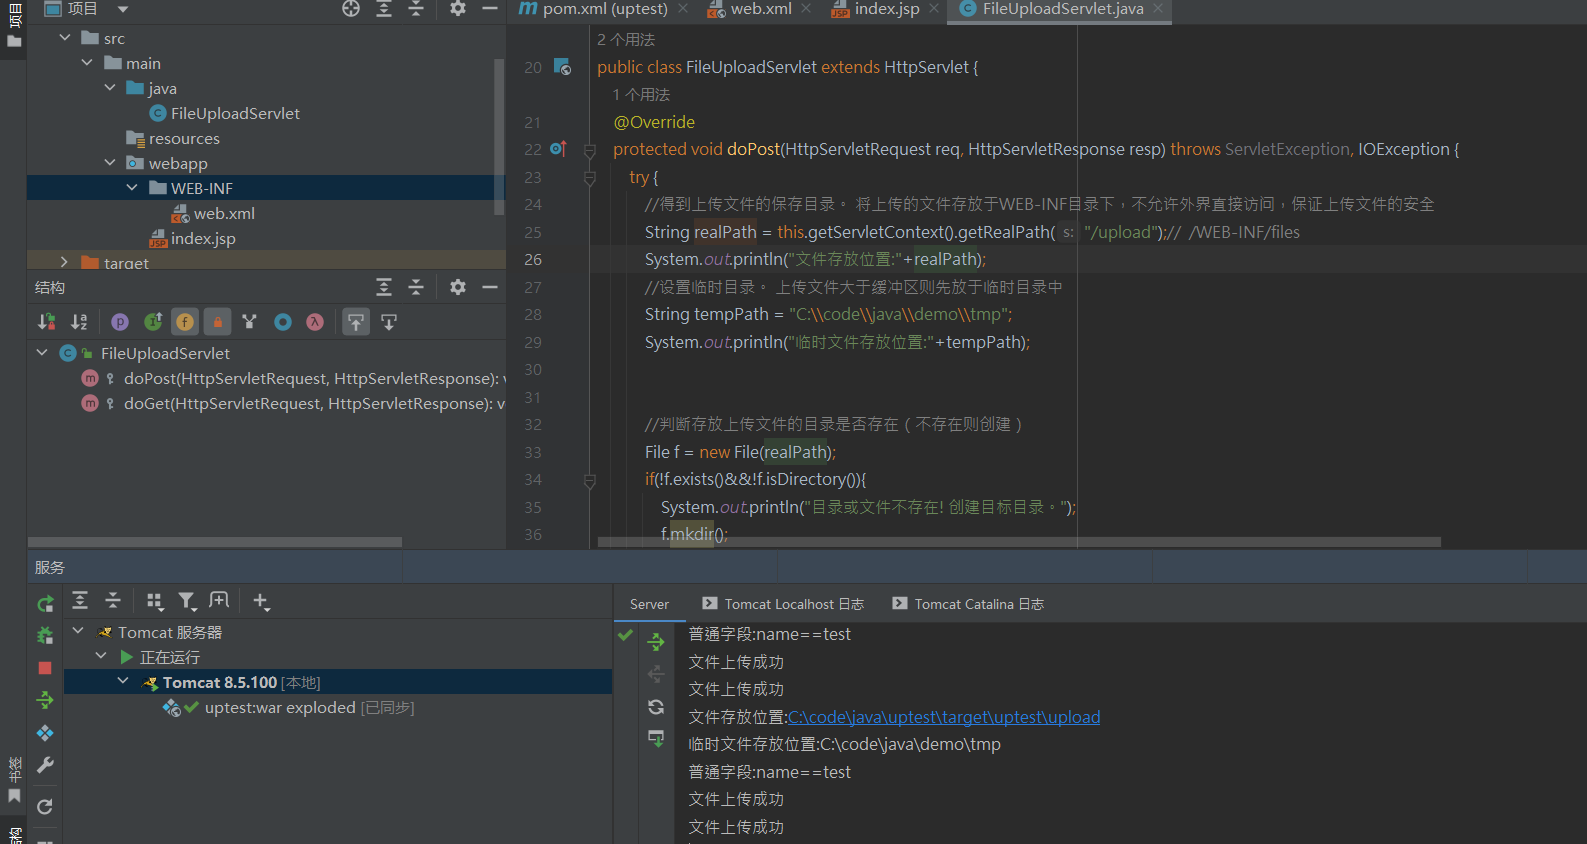 项目
项目
pom.xml (uptest)
web.xml
index.jsp
FileUploadServlet.java
src
main
java
FileUploadServlet
resources
webapp
WEB-INF
web.xml
index.jsp
target
2 个用法
20 public class FileUploadServlet extends HttpServlet {
1 个用法
21 @Override
22 protected void doPost(HttpServletRequest req, HttpServletResponse resp) throws ServletException, IOException {
23 try {
24 //得到上传文件的保存目录。 将上传的文件存放于WEB-INF目录下，不允许外界直接访问，保证上传文件的安全
25 String realPath = this.getServletContext().getRealPath( s: "/upload");// /WEB-INF/files
26 System.out.println("文件存放位置:"+realPath);
27 //设置临时目录。 上传文件大于缓冲区则先放于临时目录中
28 String tempPath = "C:\\code\\java\\demo\\tmp";
29 System.out.println("临时文件存放位置:"+tempPath);
30
31
32 //判断存放上传文件的目录是否存在（不存在则创建）
33 File f = new File(realPath);
34 if(!f.exists()&&!f.isDirectory()){
35 System.out.println("目录或文件不存在! 创建目标目录。");
36 f.mkdir();
结构
FileUploadServlet
doPost(HttpServletRequest, HttpServletResponse): v
doGet(HttpServletRequest, HttpServletResponse): v
服务
Tomcat 服务器
正在运行
Tomcat 8.5.100 [本地]
uptest:war exploded [已同步]
书签
Server
Tomcat Localhost 日志
Tomcat Catalina 日志
普通字段:name==test
文件上传成功
文件上传成功
文件存放位置:C:\code\java\uptest\target\uptest\upload
临时文件存放位置:C:\code\java\demo\tmp
普通字段:name==test
文件上传成功
文件上传成功